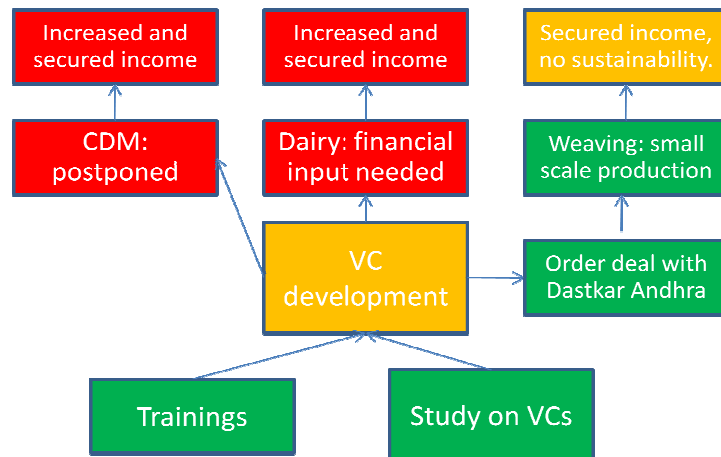 Increased and
secured income
Increased and
secured income
Secured income,
no sustainability.
CDM:
postponed
Dairy: financial
input needed
Weaving: small
scale production
VC
development
Order deal with
Dastkar Andhra
Trainings
Study on VCs